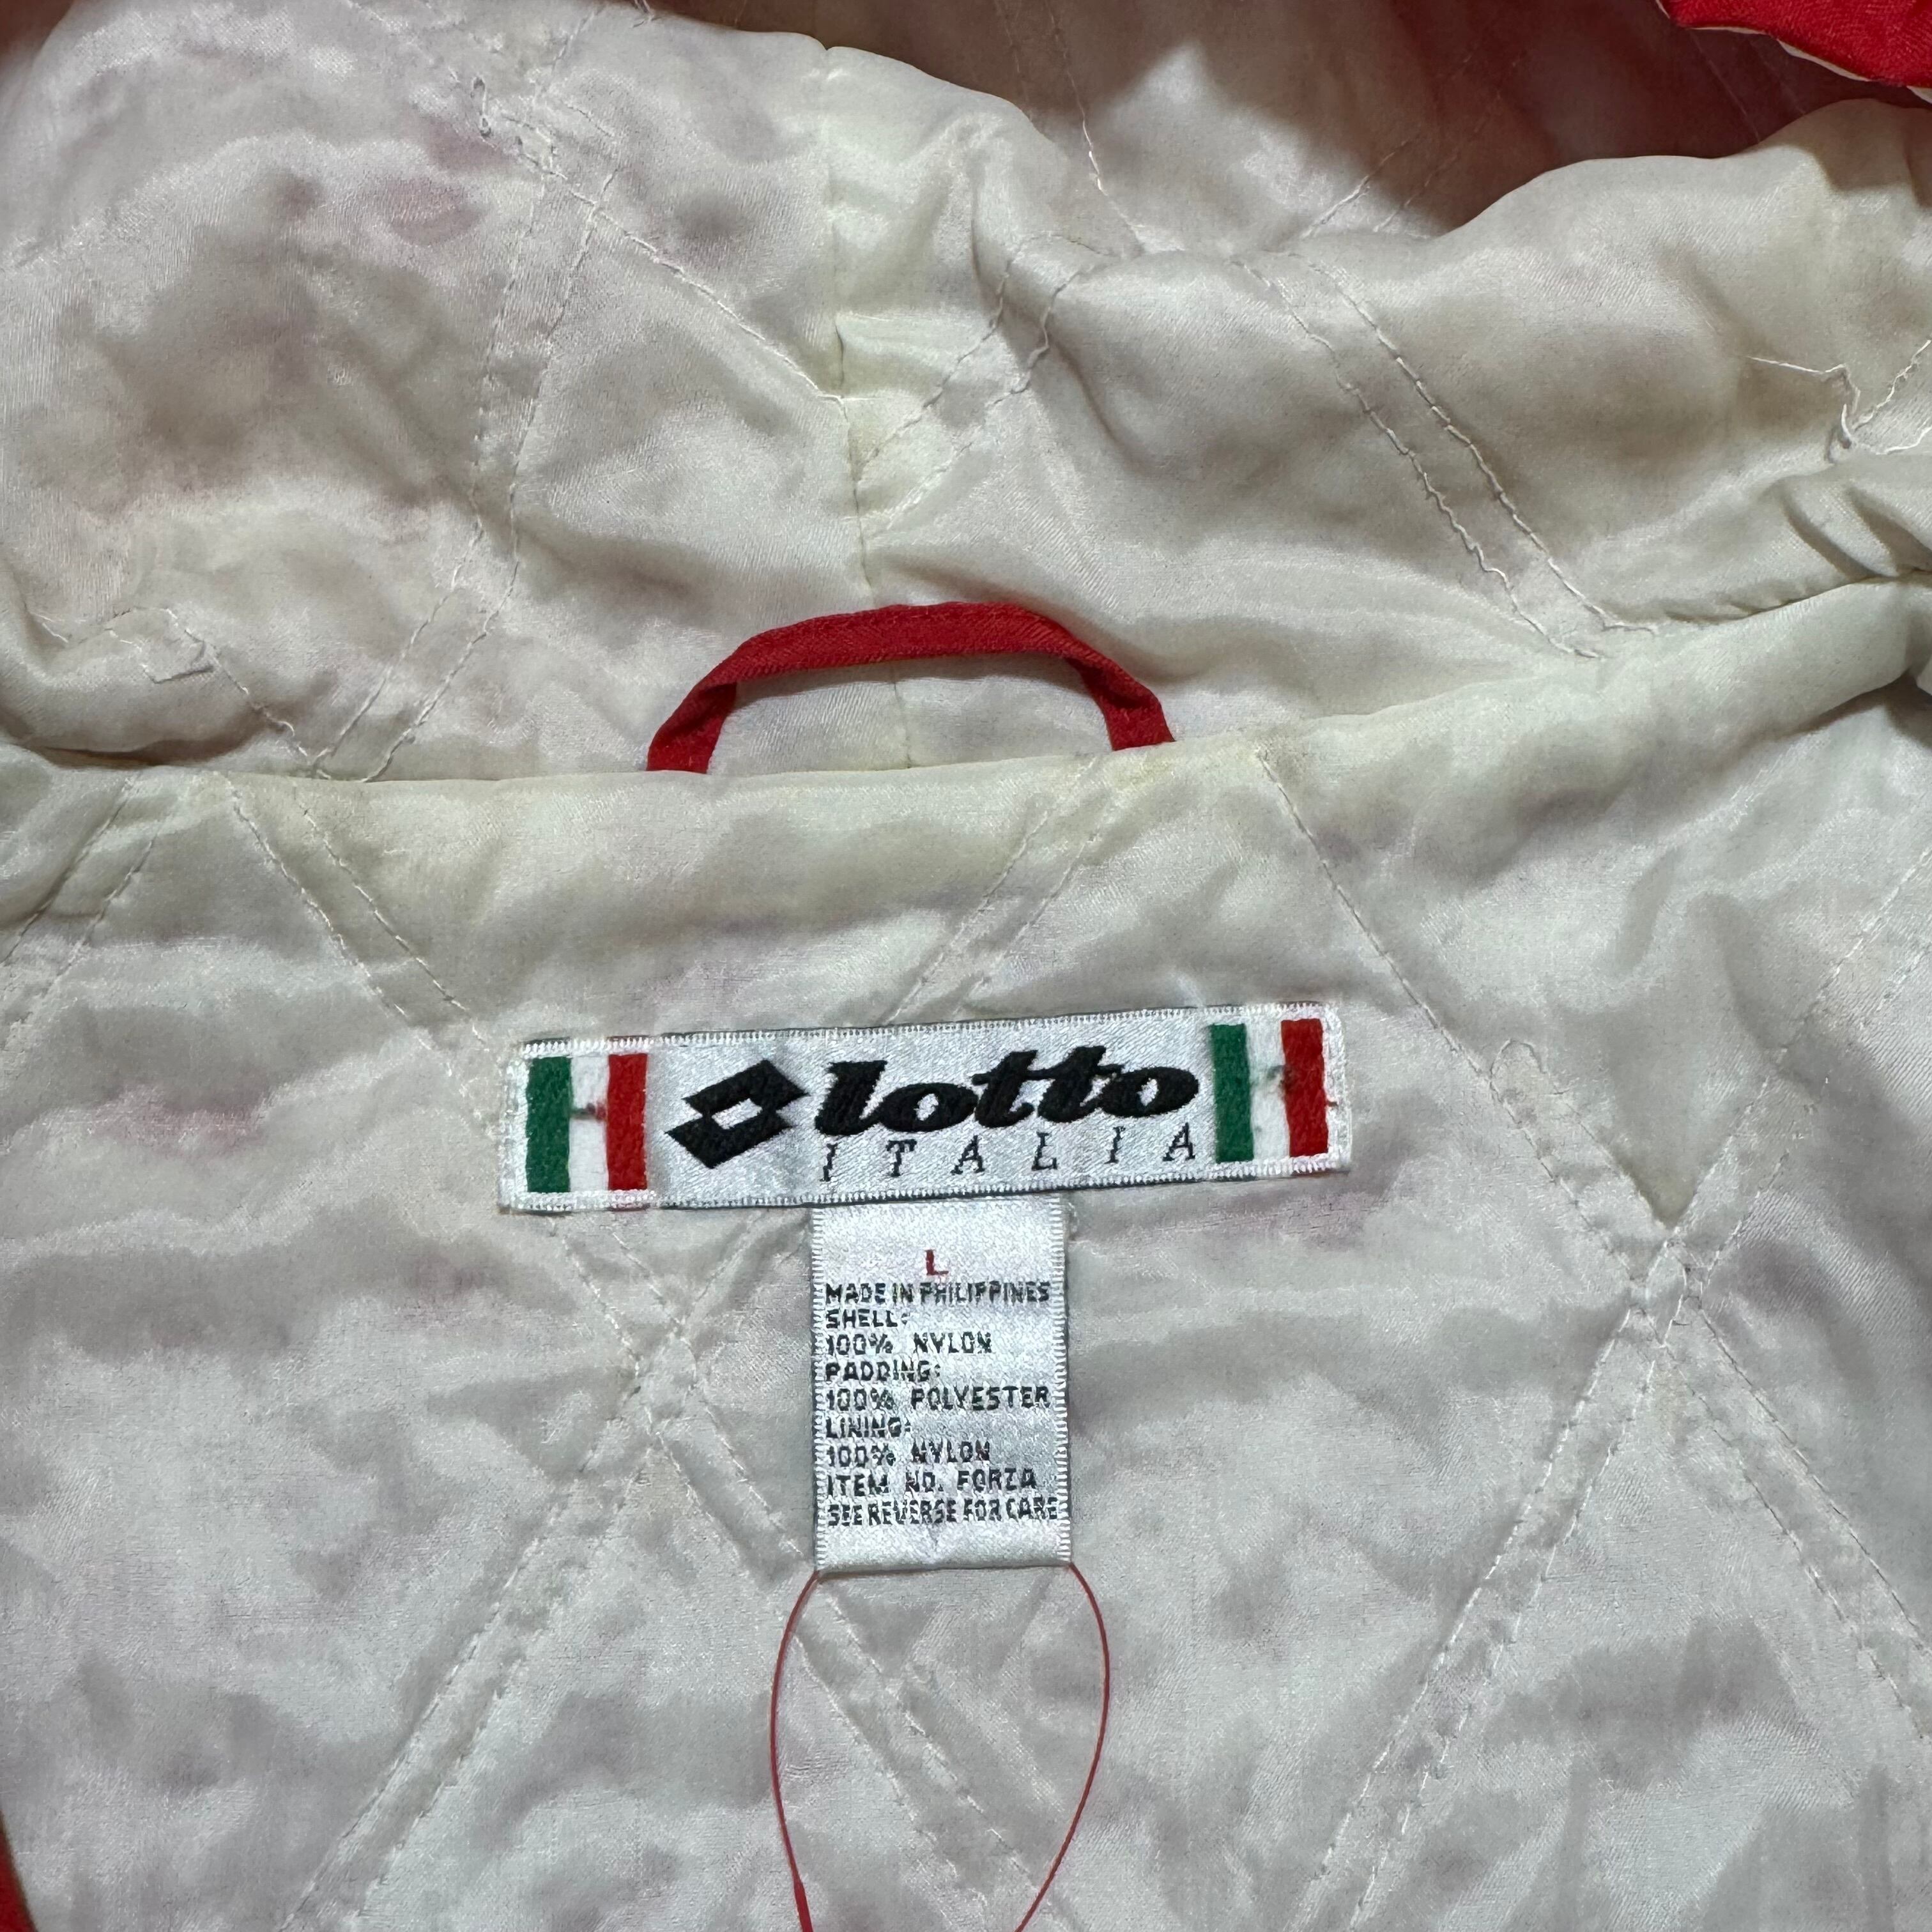 lotto
ITALIA
L
MADE IN PHILIPPINES
SHELL:
100% NYLON
PADDING:
100% POLYESTER
LINING:
100% NYLON
ITEM NO. FORZA
SEE REVERSE FOR CARE